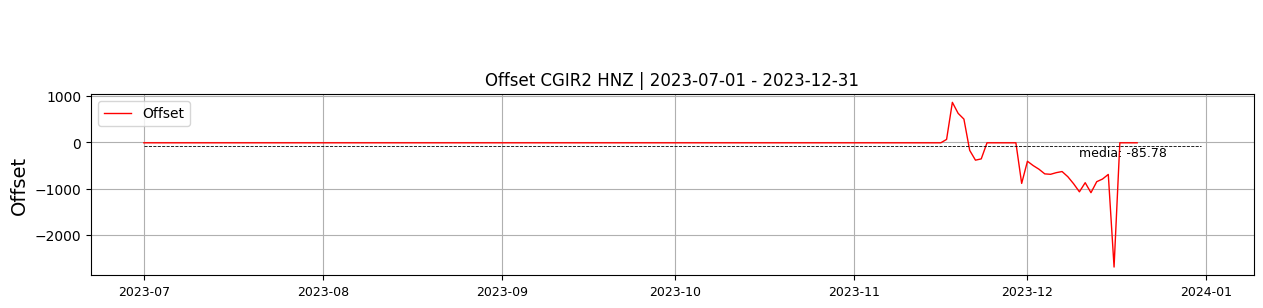 Offset CGIR2 HNZ | 2023-07-01 - 2023-12-31
1000
Offset
0
media: -85.78
−1000
−2000
Offset
2023-07
2023-08
2023-09
2023-10
2023-11
2023-12
2024-01